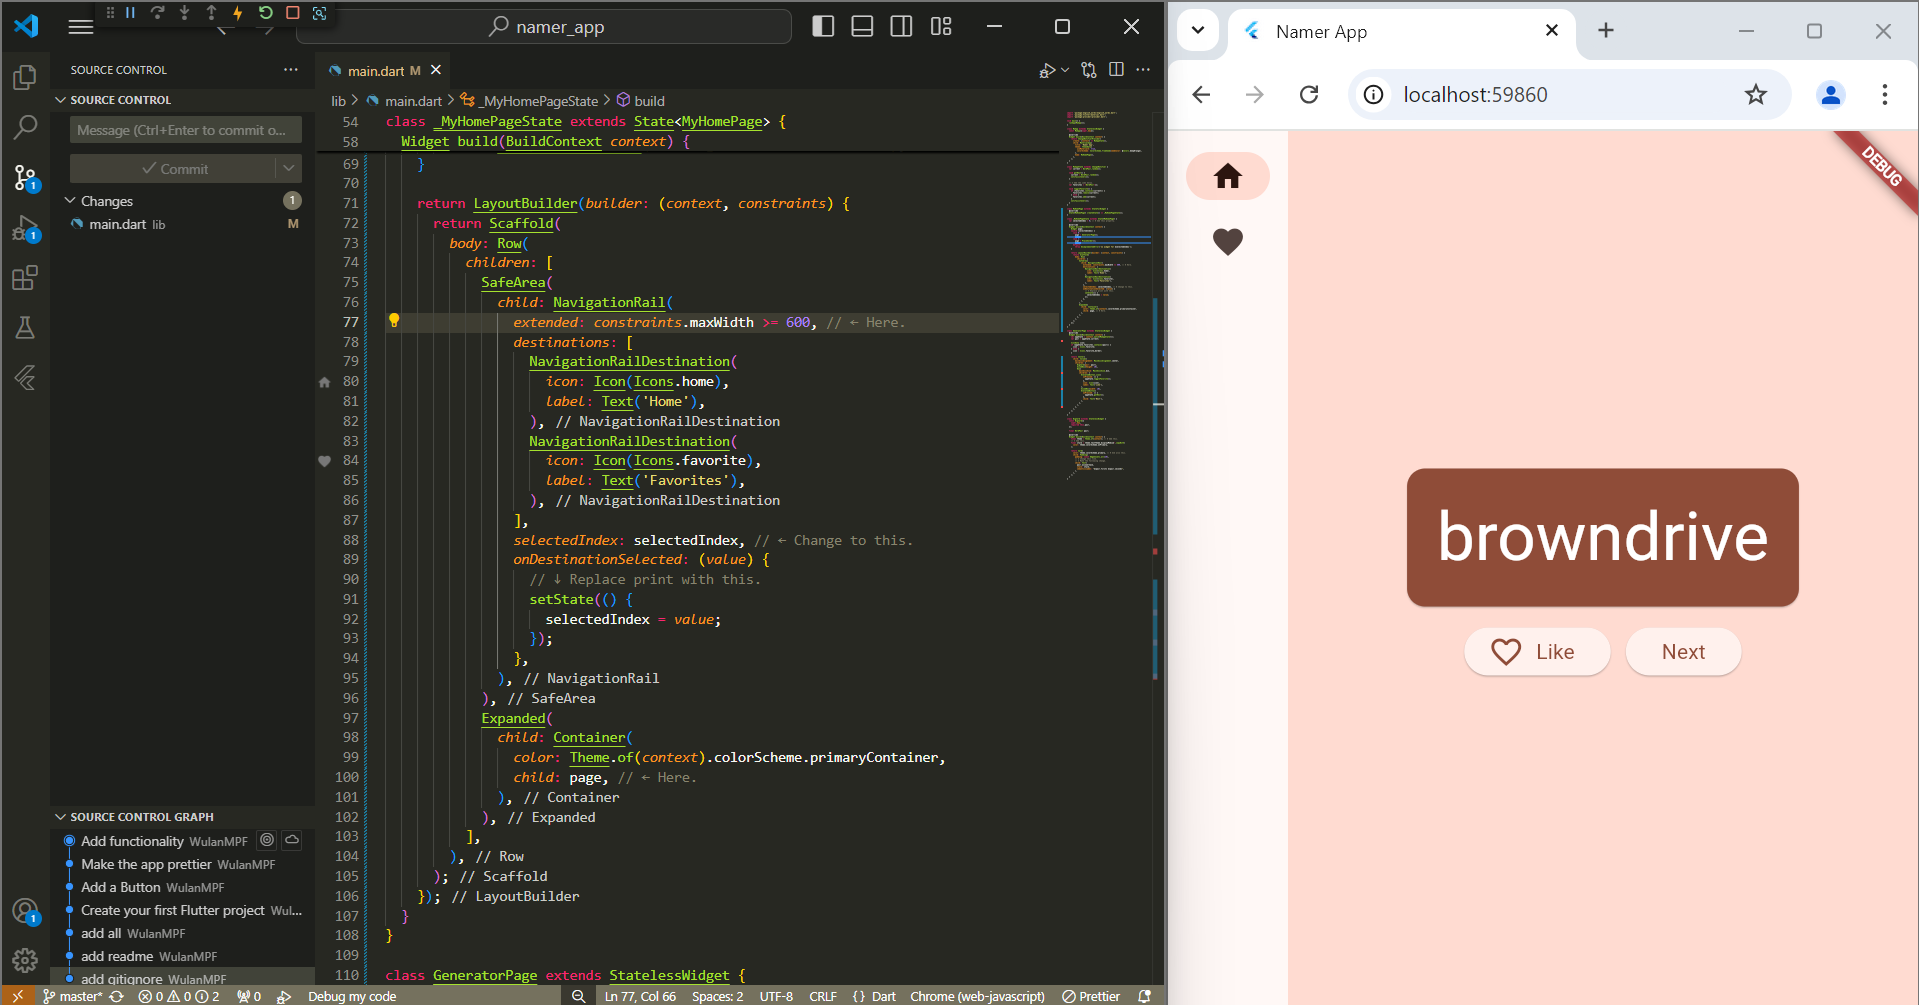 namer_app
SOURCE CONTROL
SOURCE CONTROL
Message (Ctrl+Enter to commit o...
Commit
Changes 1
main.dart lib M
1
1
1
SOURCE CONTROL GRAPH
Add functionality WulanMPF
Make the app prettier WulanMPF
Add a Button WulanMPF
Create your first Flutter project Wul...
add all WulanMPF
add readme WulanMPF
add gitignore WulanMPF
main.dart M
lib > main.dart > _MyHomePageState > build
54 class _MyHomePageState extends State<MyHomePage> {
58 Widget build(BuildContext context) {
69 }
70
71 return LayoutBuilder(builder: (context, constraints) {
72 return Scaffold(
73 body: Row(
74 children: [
75 SafeArea(
76 child: NavigationRail(
77 extended: constraints.maxWidth >= 600, // ← Here.
78 destinations: [
79 NavigationRailDestination(
80 icon: Icon(Icons.home),
81 label: Text('Home'),
82 ), // NavigationRailDestination
83 NavigationRailDestination(
84 icon: Icon(Icons.favorite),
85 label: Text('Favorites'),
86 ), // NavigationRailDestination
87 ],
88 selectedIndex: selectedIndex, // ← Change to this.
89 onDestinationSelected: (value) {
90 // ↓ Replace print with this.
91 setState(() {
92 selectedIndex = value;
93 });
94 },
95 ), // NavigationRail
96 ), // SafeArea
97 Expanded(
98 child: Container(
99 color: Theme.of(context).colorScheme.primaryContainer,
100 child: page, // ← Here.
101 ), // Container
102 ), // Expanded
103 ],
104 ), // Row
105 ); // Scaffold
106 }); // LayoutBuilder
107 }
108 }
109
110 class GeneratorPage extends StatelessWidget {
master* 0 0 2 0 Debug my code Ln 77, Col 66 Spaces: 2 UTF-8 CRLF {} Dart Chrome (web-javascript) Prettier
Namer App
localhost:59860
DEBUG
browndrive
Like Next